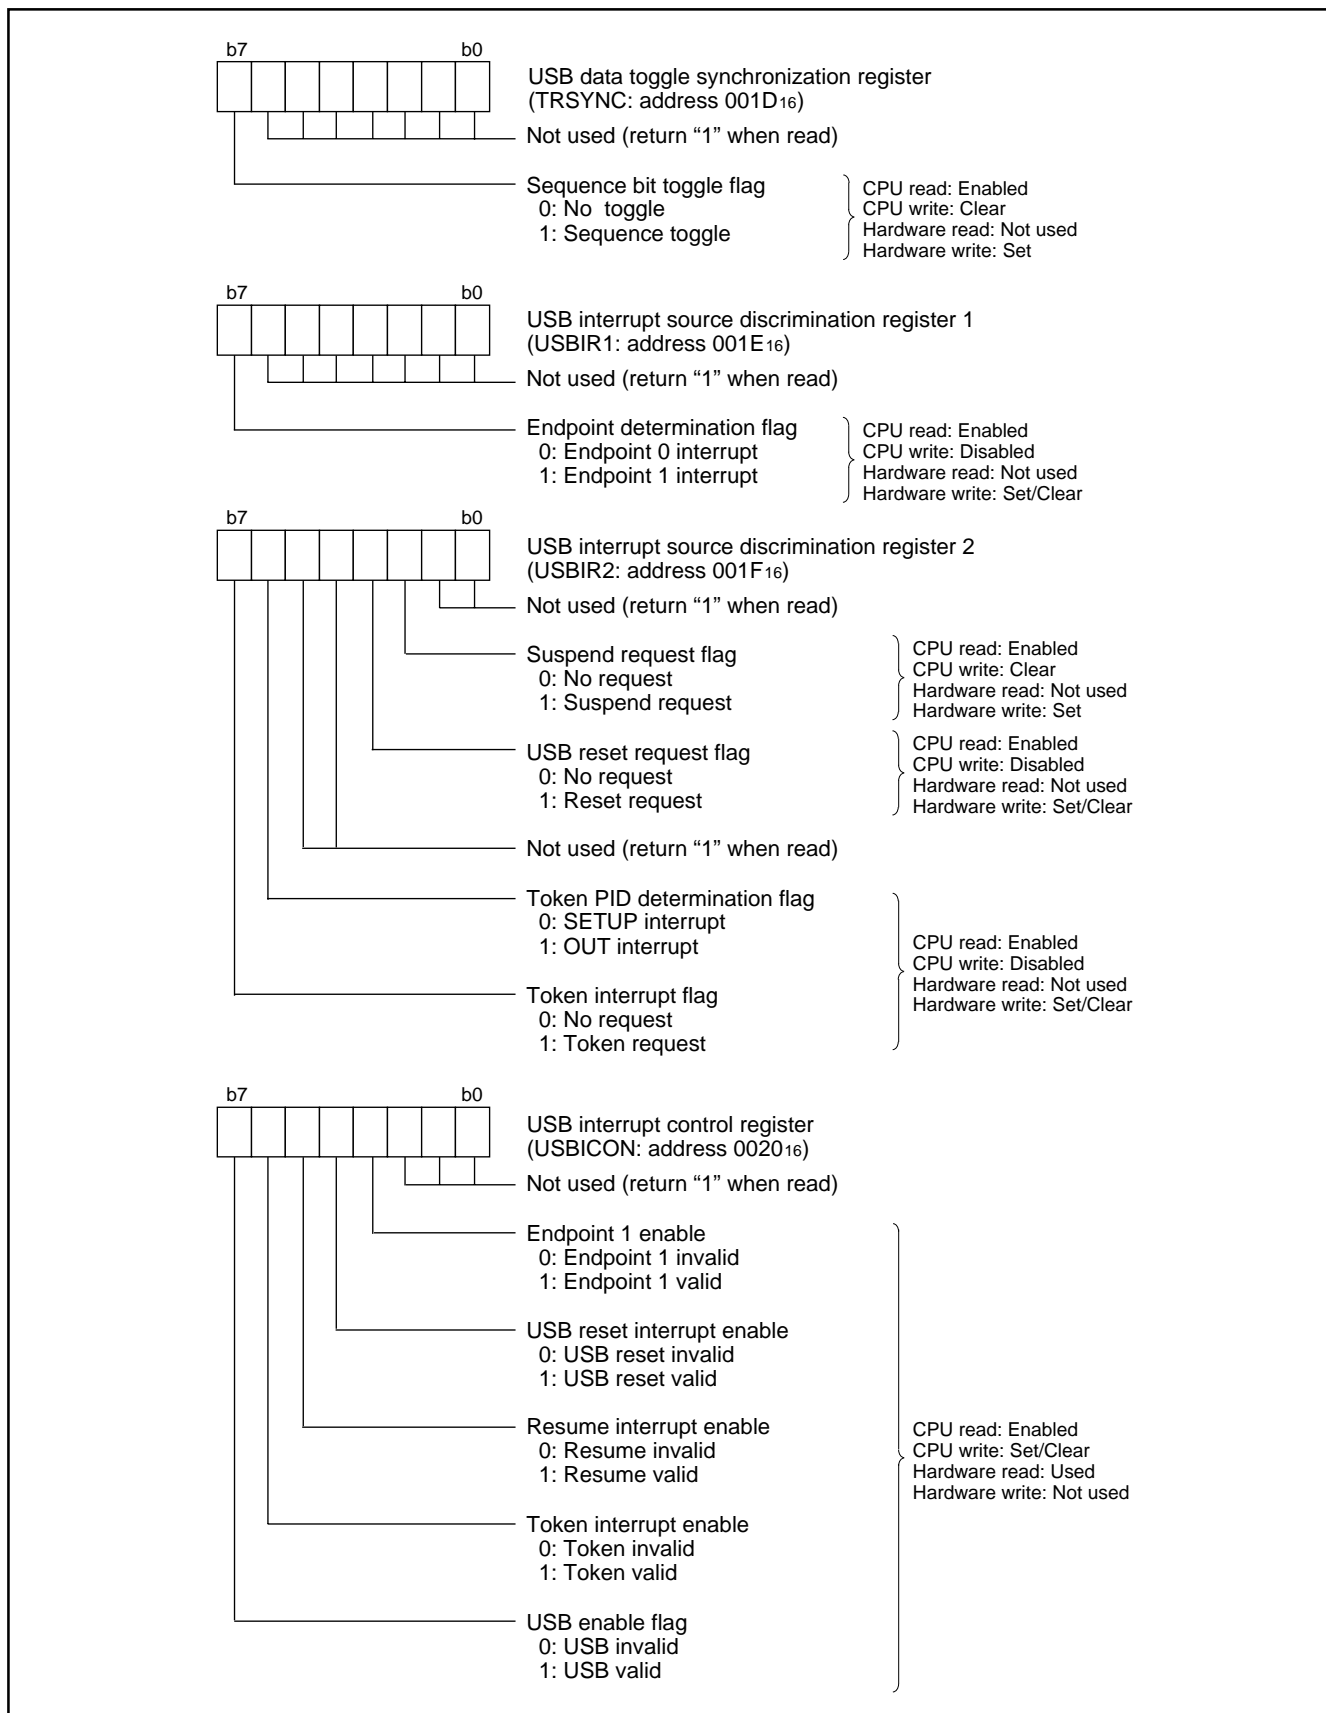 b7 b0
USB data toggle synchronization register
(TRSYNC: address 001D16)
Not used (return “1” when read)
Sequence bit toggle flag
0: No toggle
1: Sequence toggle
CPU read: Enabled
CPU write: Clear
Hardware read: Not used
Hardware write: Set
b7 b0
USB interrupt source discrimination register 1
(USBIR1: address 001E16)
Not used (return “1” when read)
Endpoint determination flag
0: Endpoint 0 interrupt
1: Endpoint 1 interrupt
CPU read: Enabled
CPU write: Disabled
Hardware read: Not used
Hardware write: Set/Clear
b7 b0
USB interrupt source discrimination register 2
(USBIR2: address 001F16)
Not used (return “1” when read)
Suspend request flag
0: No request
1: Suspend request
CPU read: Enabled
CPU write: Clear
Hardware read: Not used
Hardware write: Set
USB reset request flag
0: No request
1: Reset request
CPU read: Enabled
CPU write: Disabled
Hardware read: Not used
Hardware write: Set/Clear
Not used (return “1” when read)
Token PID determination flag
0: SETUP interrupt
1: OUT interrupt
Token interrupt flag
0: No request
1: Token request
CPU read: Enabled
CPU write: Disabled
Hardware read: Not used
Hardware write: Set/Clear
b7 b0
USB interrupt control register
(USBICON: address 002016)
Not used (return “1” when read)
Endpoint 1 enable
0: Endpoint 1 invalid
1: Endpoint 1 valid
USB reset interrupt enable
0: USB reset invalid
1: USB reset valid
Resume interrupt enable
0: Resume invalid
1: Resume valid
Token interrupt enable
0: Token invalid
1: Token valid
USB enable flag
0: USB invalid
1: USB valid
CPU read: Enabled
CPU write: Set/Clear
Hardware read: Used
Hardware write: Not used